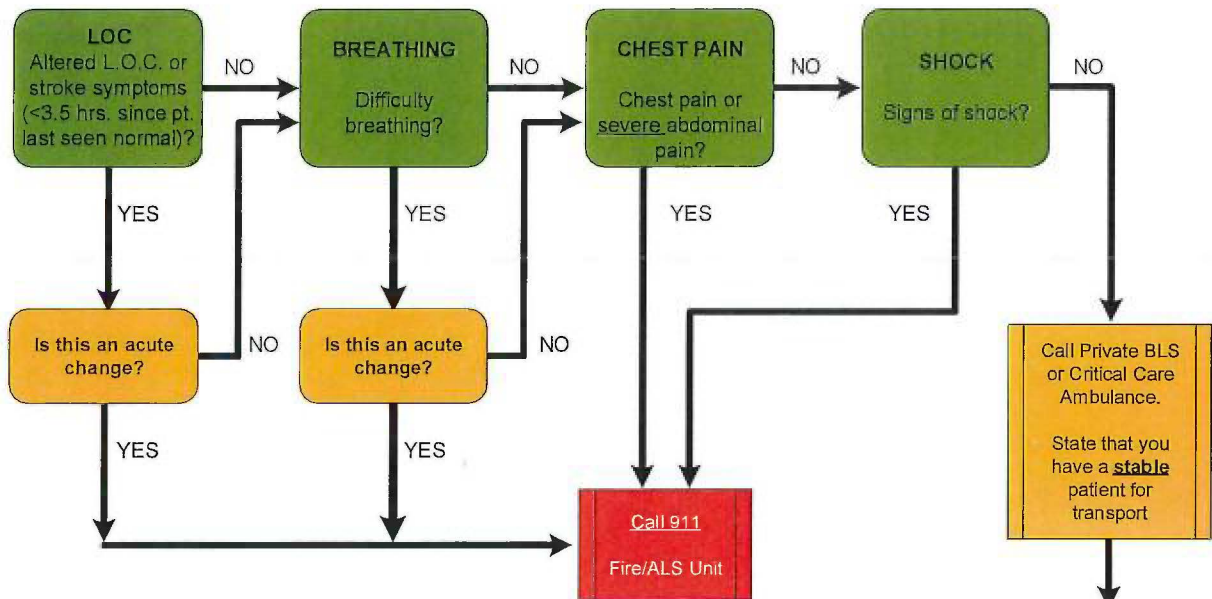 LOC
Altered L.O.C. or
stroke symptoms
(<3.5 hrs. since pt.
last seen normal)?
NO
BREATHING
Difficulty
breathing?
NO
CHEST PAIN
Chest pain or
severe abdominal
pain?
NO
SHOCK
Signs of shock?
NO
YES
YES
YES
YES
Is this an acute
change?
NO
Is this an acute
change?
NO
YES
YES
Call 911
Fire/ALS Unit
Call Private BLS
or Critical Care
Ambulance.
State that you
have a stable
patient for
transport